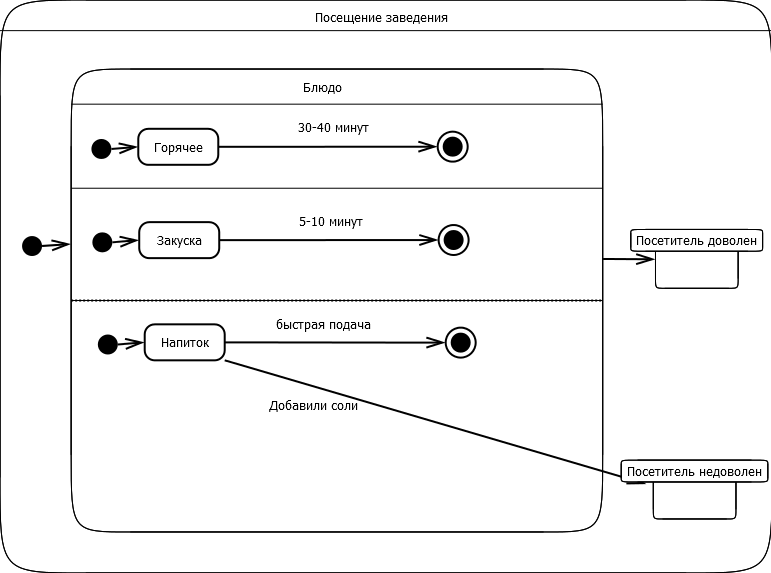 Посещение заведения
Блюдо
30-40 минут
Горячее
5-10 минут
Закуска
Посетитель доволен
быстрая подача
Напиток
Добавили соли
Посетитель недоволен